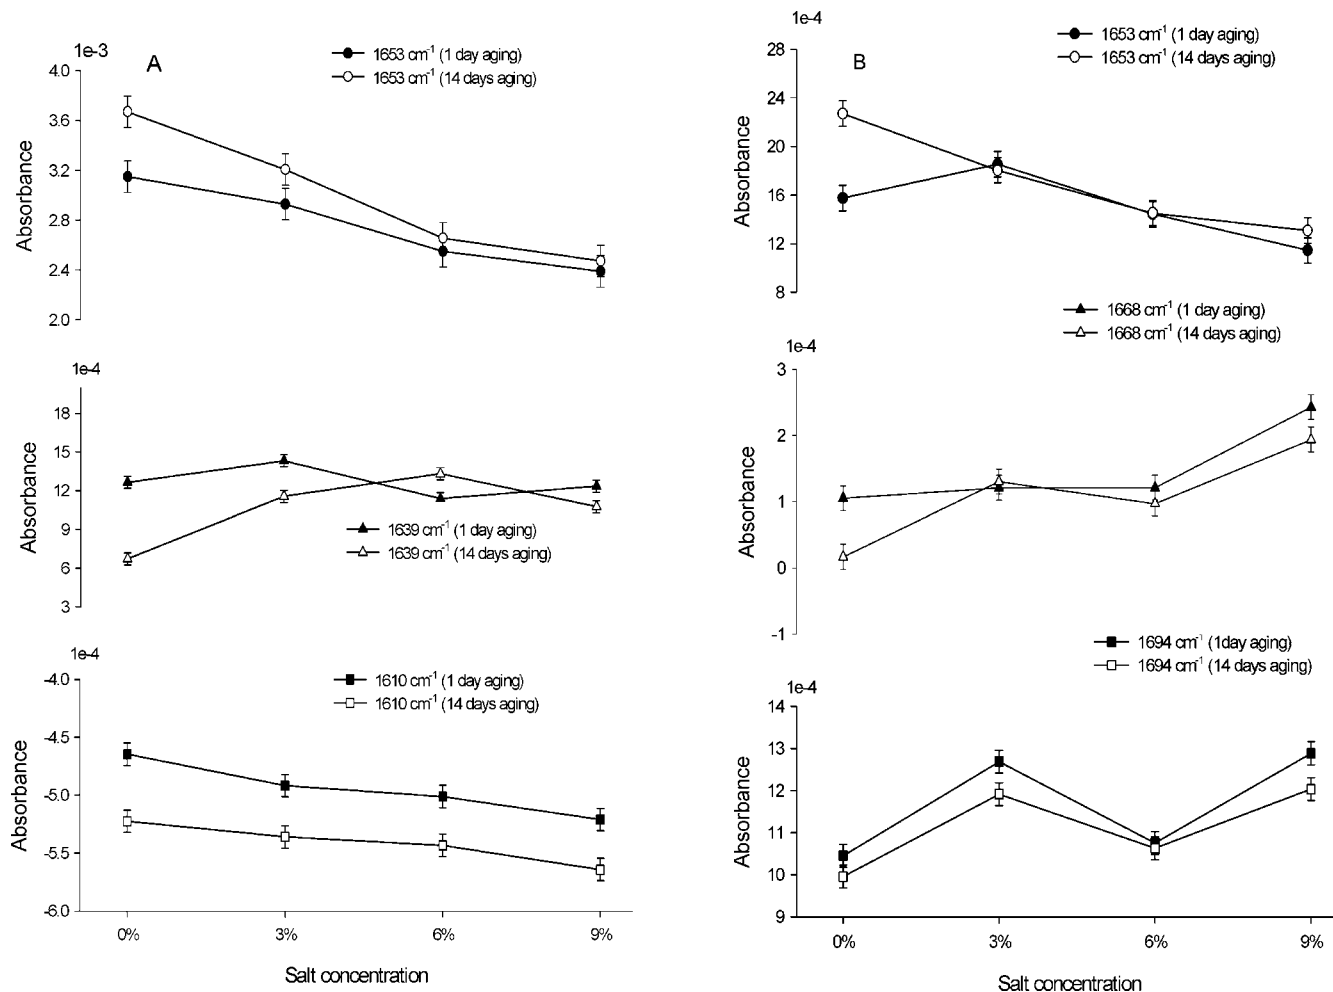 1e-3
A
1653 cm⁻¹ (1 day aging)
1653 cm⁻¹ (14 days aging)
4.0
3.6
3.2
2.8
2.4
2.0
Absorbance
1e-4
18
15
12
9
6
3
Absorbance
1639 cm⁻¹ (1 day aging)
1639 cm⁻¹ (14 days aging)
1e-4
1610 cm⁻¹ (1 day aging)
1610 cm⁻¹ (14 days aging)
-4.0
-4.5
-5.0
-5.5
-6.0
Absorbance
0% 3% 6% 9%
Salt concentration
1e-4
B
1653 cm⁻¹ (1 day aging)
1653 cm⁻¹ (14 days aging)
28
24
20
16
12
8
Absorbance
1668 cm⁻¹ (1 day aging)
1668 cm⁻¹ (14 days aging)
1e-4
3
2
1
0
-1
Absorbance
1694 cm⁻¹ (1day aging)
1694 cm⁻¹ (14 days aging)
1e-4
14
13
12
11
10
9
Absorbance
0% 3% 6% 9%
Salt concentration